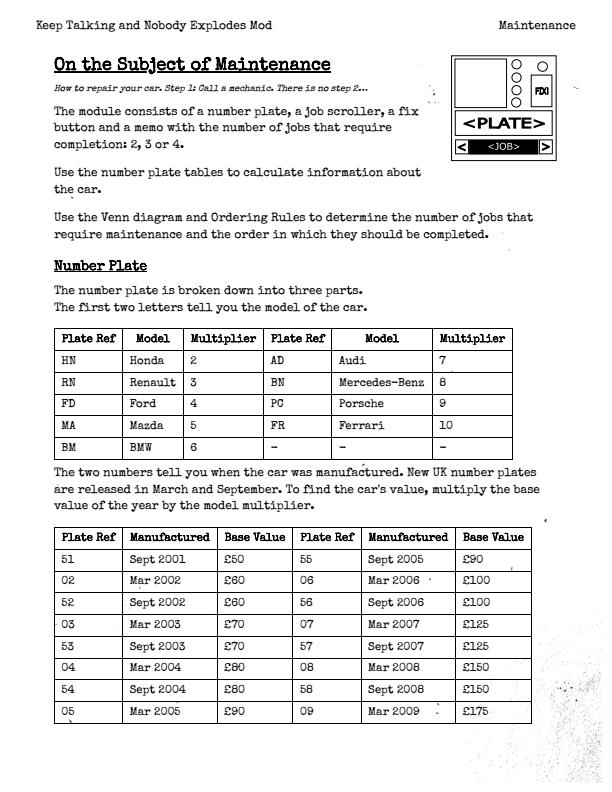 Keep Talking and Nobody Explodes Mod Maintenance
On the Subject of Maintenance
How to repair your car. Step 1: Call a mechanic. There is no step 2...
The module consists of a number plate, a job scroller, a fix
button and a memo with the number of jobs that require
completion: 2, 3 or 4.
Use the number plate tables to calculate information about
the car.
FIX!
<PLATE>
< <JOB> >
Use the Venn diagram and Ordering Rules to determine the number of jobs that
require maintenance and the order in which they should be completed.
Number Plate
The number plate is broken down into three parts.
The first two letters tell you the model of the car.
Plate Ref Model Multiplier Plate Ref Model Multiplier
HN Honda 2 AD Audi 7
RN Renault 3 BN Mercedes-Benz 8
FD Ford 4 PC Porsche 9
MA Mazda 5 FR Ferrari 10
BM BMW 6 – – –
The two numbers tell you when the car was manufactured. New UK number plates
are released in March and September. To find the car's value, multiply the base
value of the year by the model multiplier.
Plate Ref Manufactured Base Value Plate Ref Manufactured Base Value
51 Sept 2001 £50 55 Sept 2005 £90
02 Mar 2002 £60 06 Mar 2006 £100
52 Sept 2002 £60 56 Sept 2006 £100
03 Mar 2003 £70 07 Mar 2007 £125
53 Sept 2003 £70 57 Sept 2007 £125
04 Mar 2004 £80 08 Mar 2008 £150
54 Sept 2004 £80 58 Sept 2008 £150
05 Mar 2005 £90 09 Mar 2009 £175